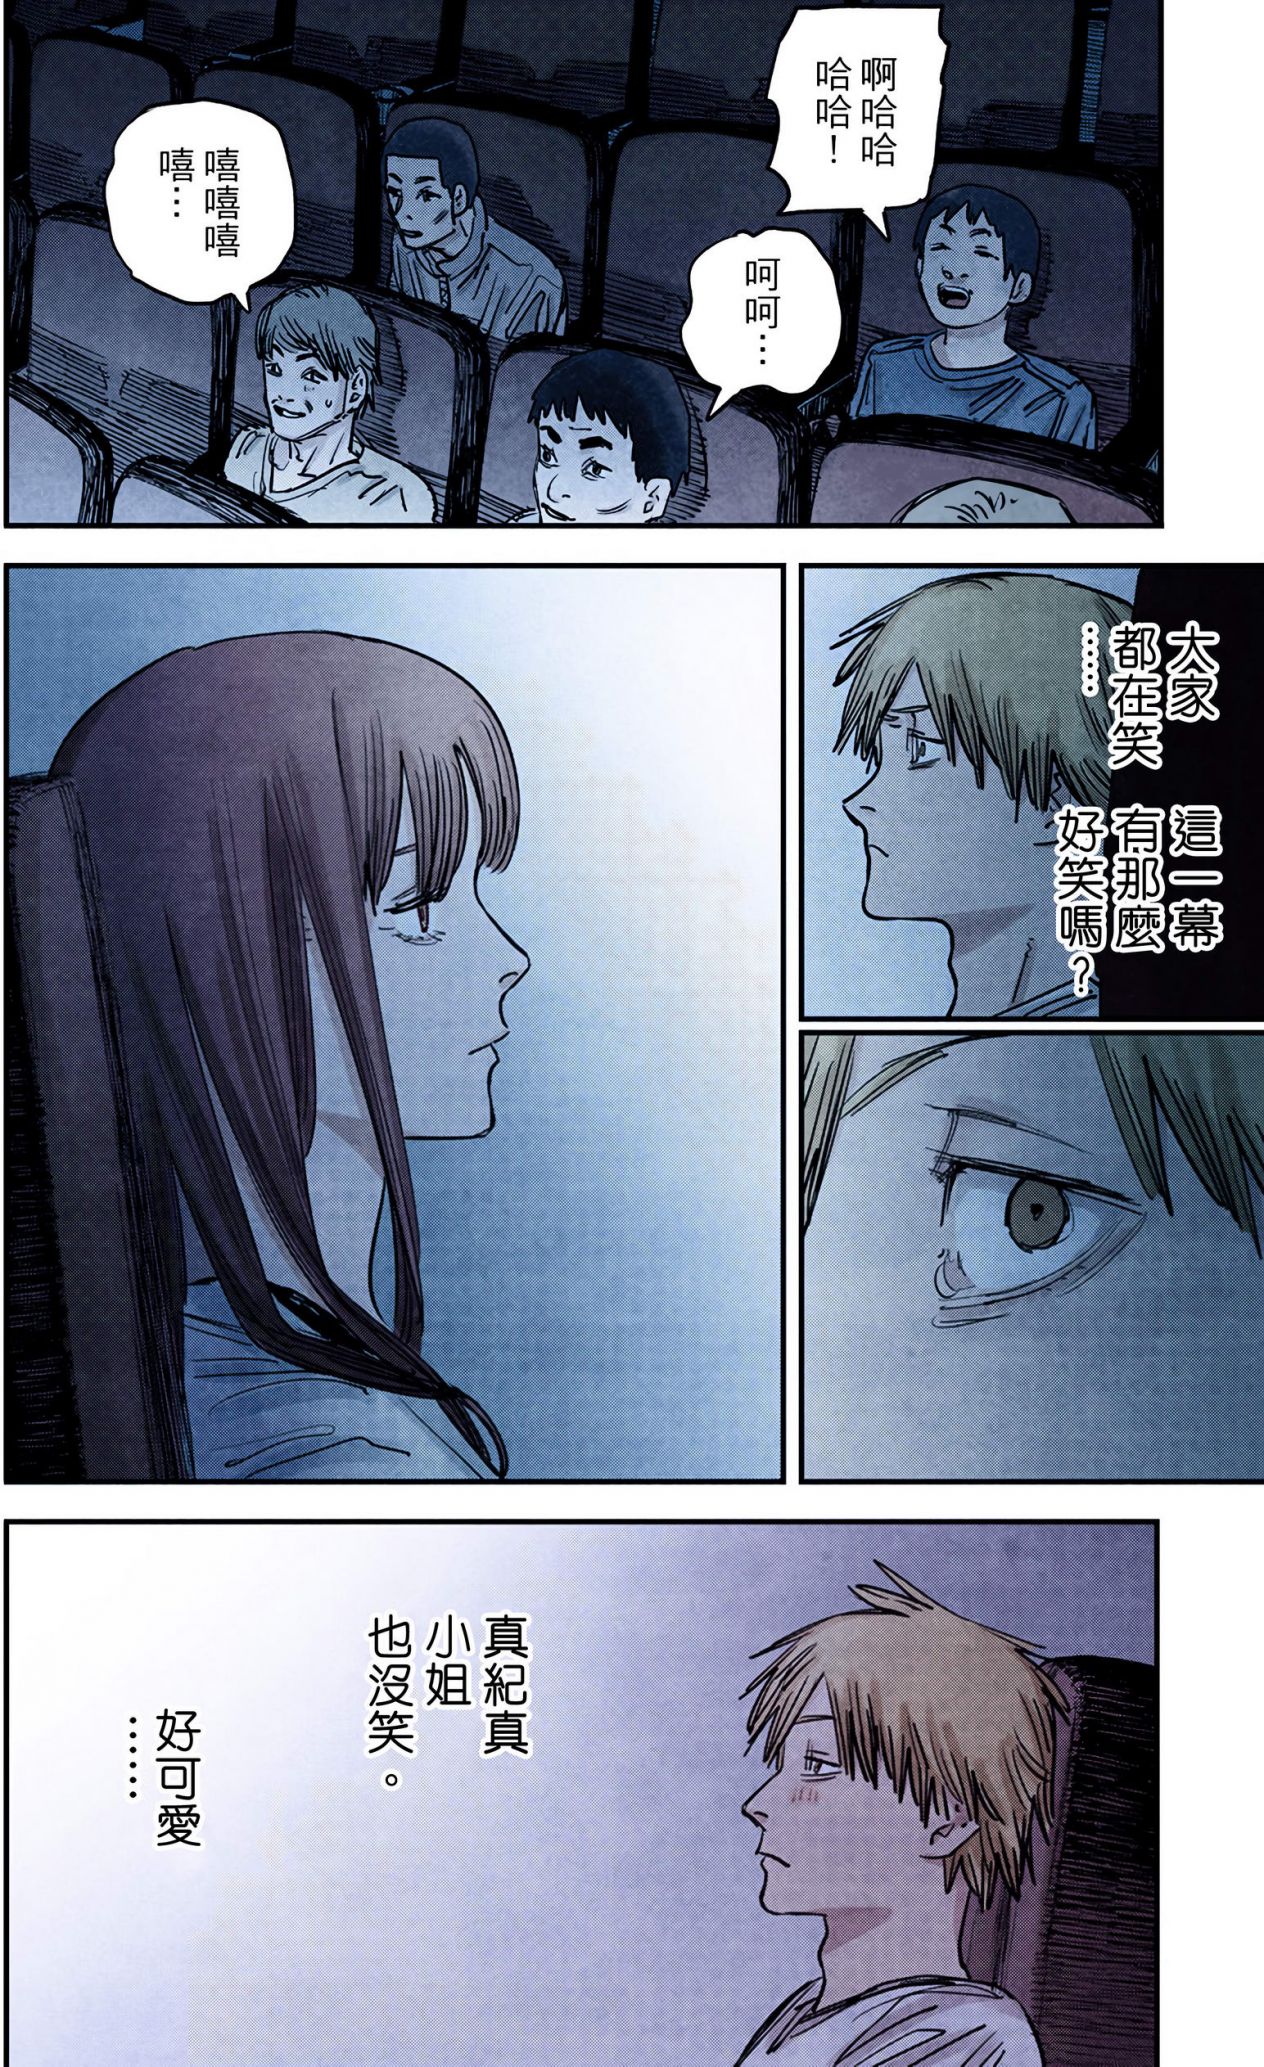 啊哈哈
哈哈！
呵呵…
嘻嘻嘻
嘻…
大家
都在笑
……
這一幕
有那麼
好笑嗎？
真紀真
小姐
也沒笑。
好可愛
……